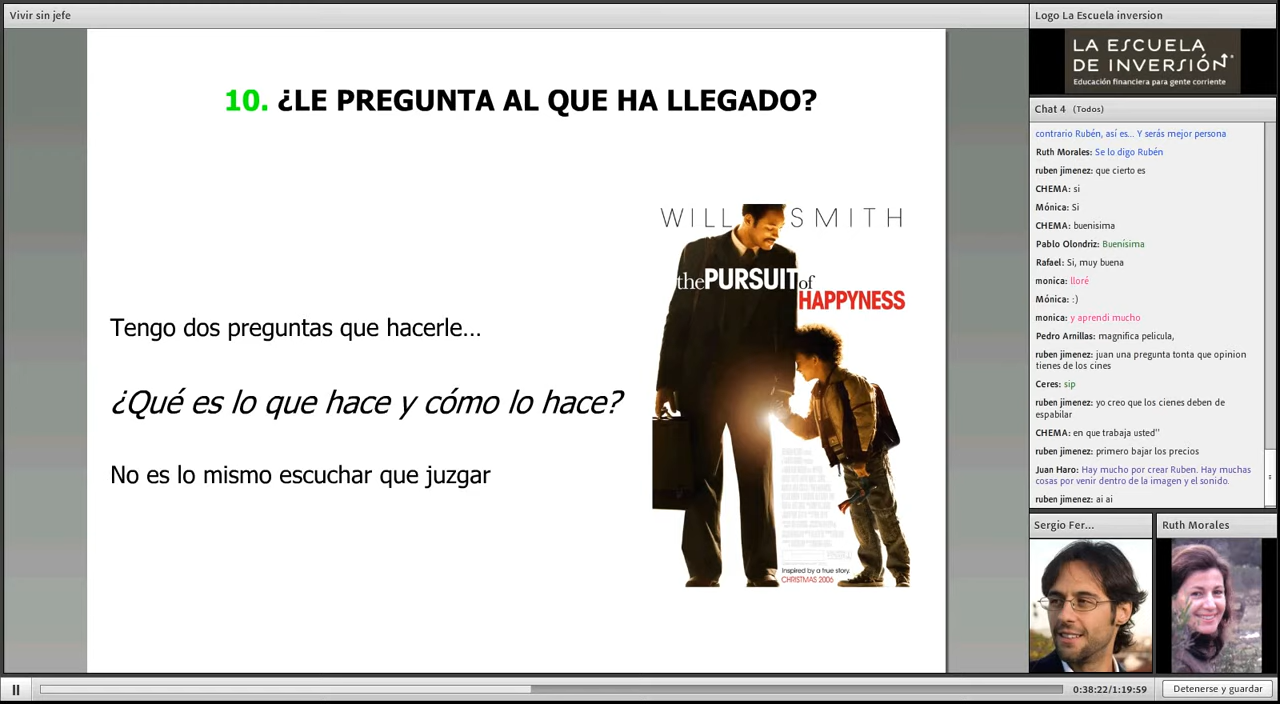 Vivir sin jefe
10. ¿LE PREGUNTA AL QUE HA LLEGADO?
WILL SMITH
the PURSUIT of
HAPPYNESS
Tengo dos preguntas que hacerle...
¿Qué es lo que hace y cómo lo hace?
No es lo mismo escuchar que juzgar
Inspired by a true story.
CHRISTMAS 2006
Logo La Escuela inversion
LA ESCUELA
DE INVERSIÓN
Educación financiera para gente corriente
Chat 4 (Todos)
contrario Rubén, así es... Y serás mejor persona
Ruth Morales: Se lo digo Rubén
ruben jimenez: que cierto es
CHEMA: si
Mónica: Si
CHEMA: buenisima
Pablo Olondriz: Buenísima
Rafael: Si, muy buena
monica: lloré
Mónica: :)
monica: y aprendi mucho
Pedro Arnillas: magnifica pelicula,
ruben jimenez: juan una pregunta tonta que opinion
tienes de los cines
Ceres: sip
ruben jimenez: yo creo que los cienes deben de
espabilar
CHEMA: en que trabaja usted"
ruben jimenez: primero bajar los precios
Juan Haro: Hay mucho por crear Ruben. Hay muchas
cosas por venir dentro de la imagen y el sonido.
ruben jimenez: ai ai
Sergio Fer...
Ruth Morales
0:38:22/1:19:59
Detenerse y guardar